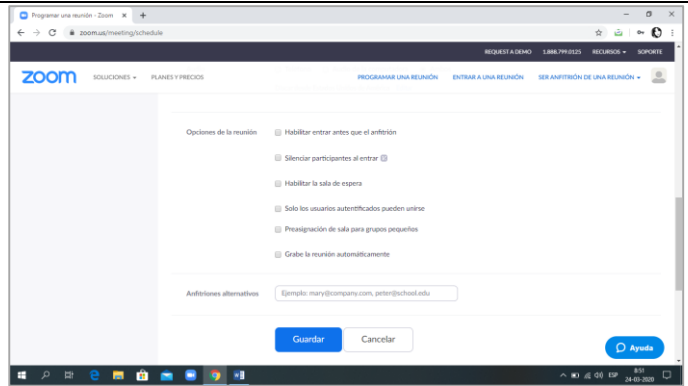 Programar una reunión - Zoom
zoom.us/meeting/schedule
REQUEST A DEMO 1.888.799.0125 RECURSOS SOPORTE
zoom SOLUCIONES PLANES Y PRECIOS PROGRAMAR UNA REUNIÓN ENTRAR A UNA REUNIÓN SER ANFITRIÓN DE UNA REUNIÓN
Opciones de la reunión Habilitar entrar antes que el anfitrión
Silenciar participantes al entrar
Habilitar la sala de espera
Solo los usuarios autentificados pueden unirse
Preasignación de sala para grupos pequeños
Grabe la reunión automáticamente
Anfitriones alternativos Ejemplo: mary@company.com, peter@school.edu
Guardar Cancelar
Ayuda
ESP 8:51
24-03-2020